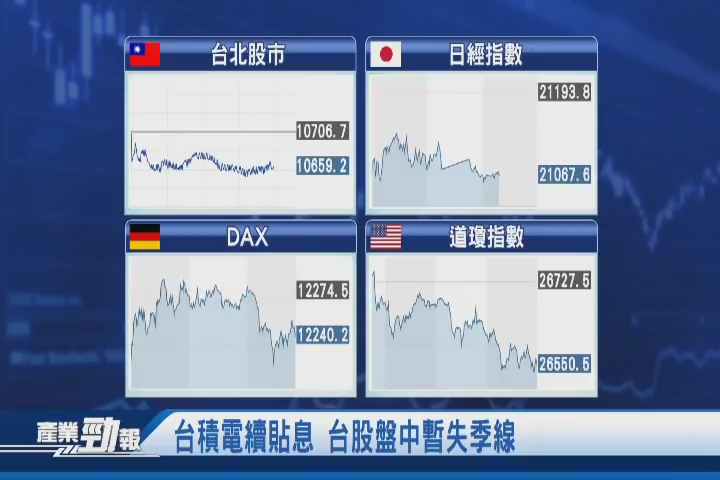 台北股市
10706.7
10659.2
日經指數
21193.8
21067.6
DAX
12274.5
12240.2
道瓊指數
26727.5
26550.5
產業勁報
台積電續貼息 台股盤中暫失季線